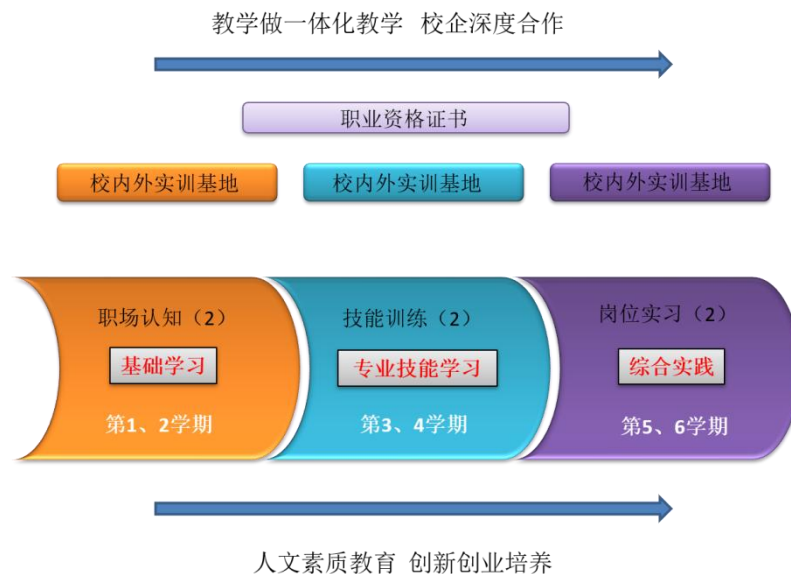 教学做一体化教学 校企深度合作
职业资格证书
校内外实训基地 校内外实训基地 校内外实训基地
职场认知（2） 技能训练（2） 岗位实习（2）
基础学习 专业技能学习 综合实践
第1、2学期 第3、4学期 第5、6学期
人文素质教育 创新创业培养